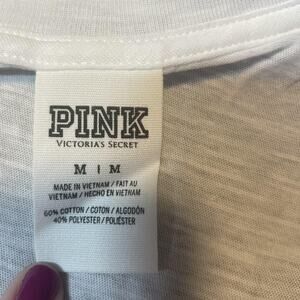 PINK
VICTORIA'S SECRET
M | M
MADE IN VIETNAM / FAIT AU
VIETNAM / HECHO EN VIETNAM
60% COTTON / COTON / ALGODÓN
40% POLYESTER / POLIÉSTER